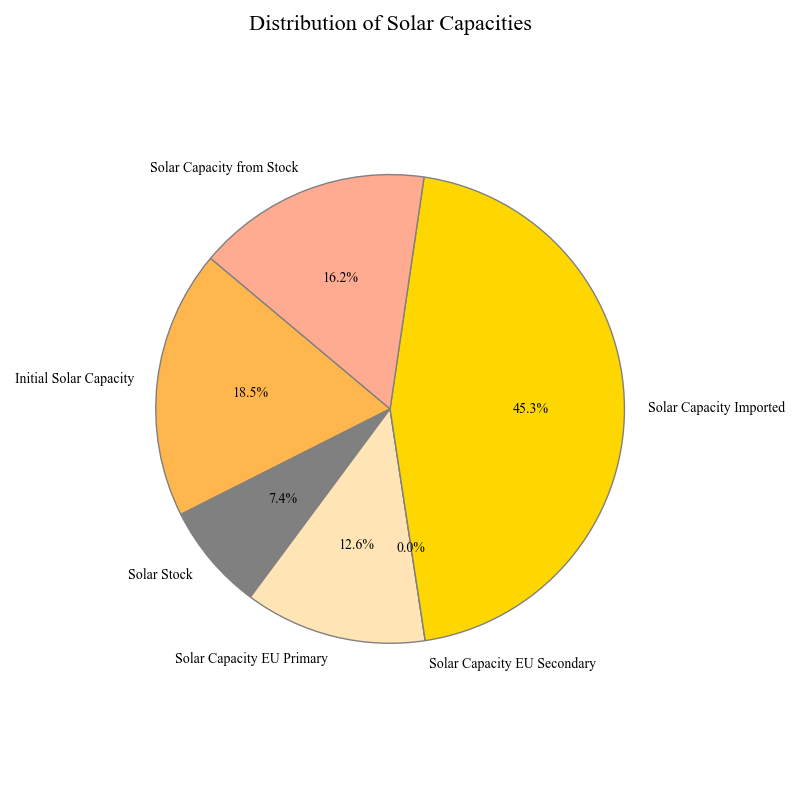 Distribution of Solar Capacities
Solar Capacity from Stock
16.2%
Initial Solar Capacity
18.5%
45.3%
Solar Capacity Imported
7.4%
12.6%
0.0%
Solar Stock
Solar Capacity EU Primary
Solar Capacity EU Secondary